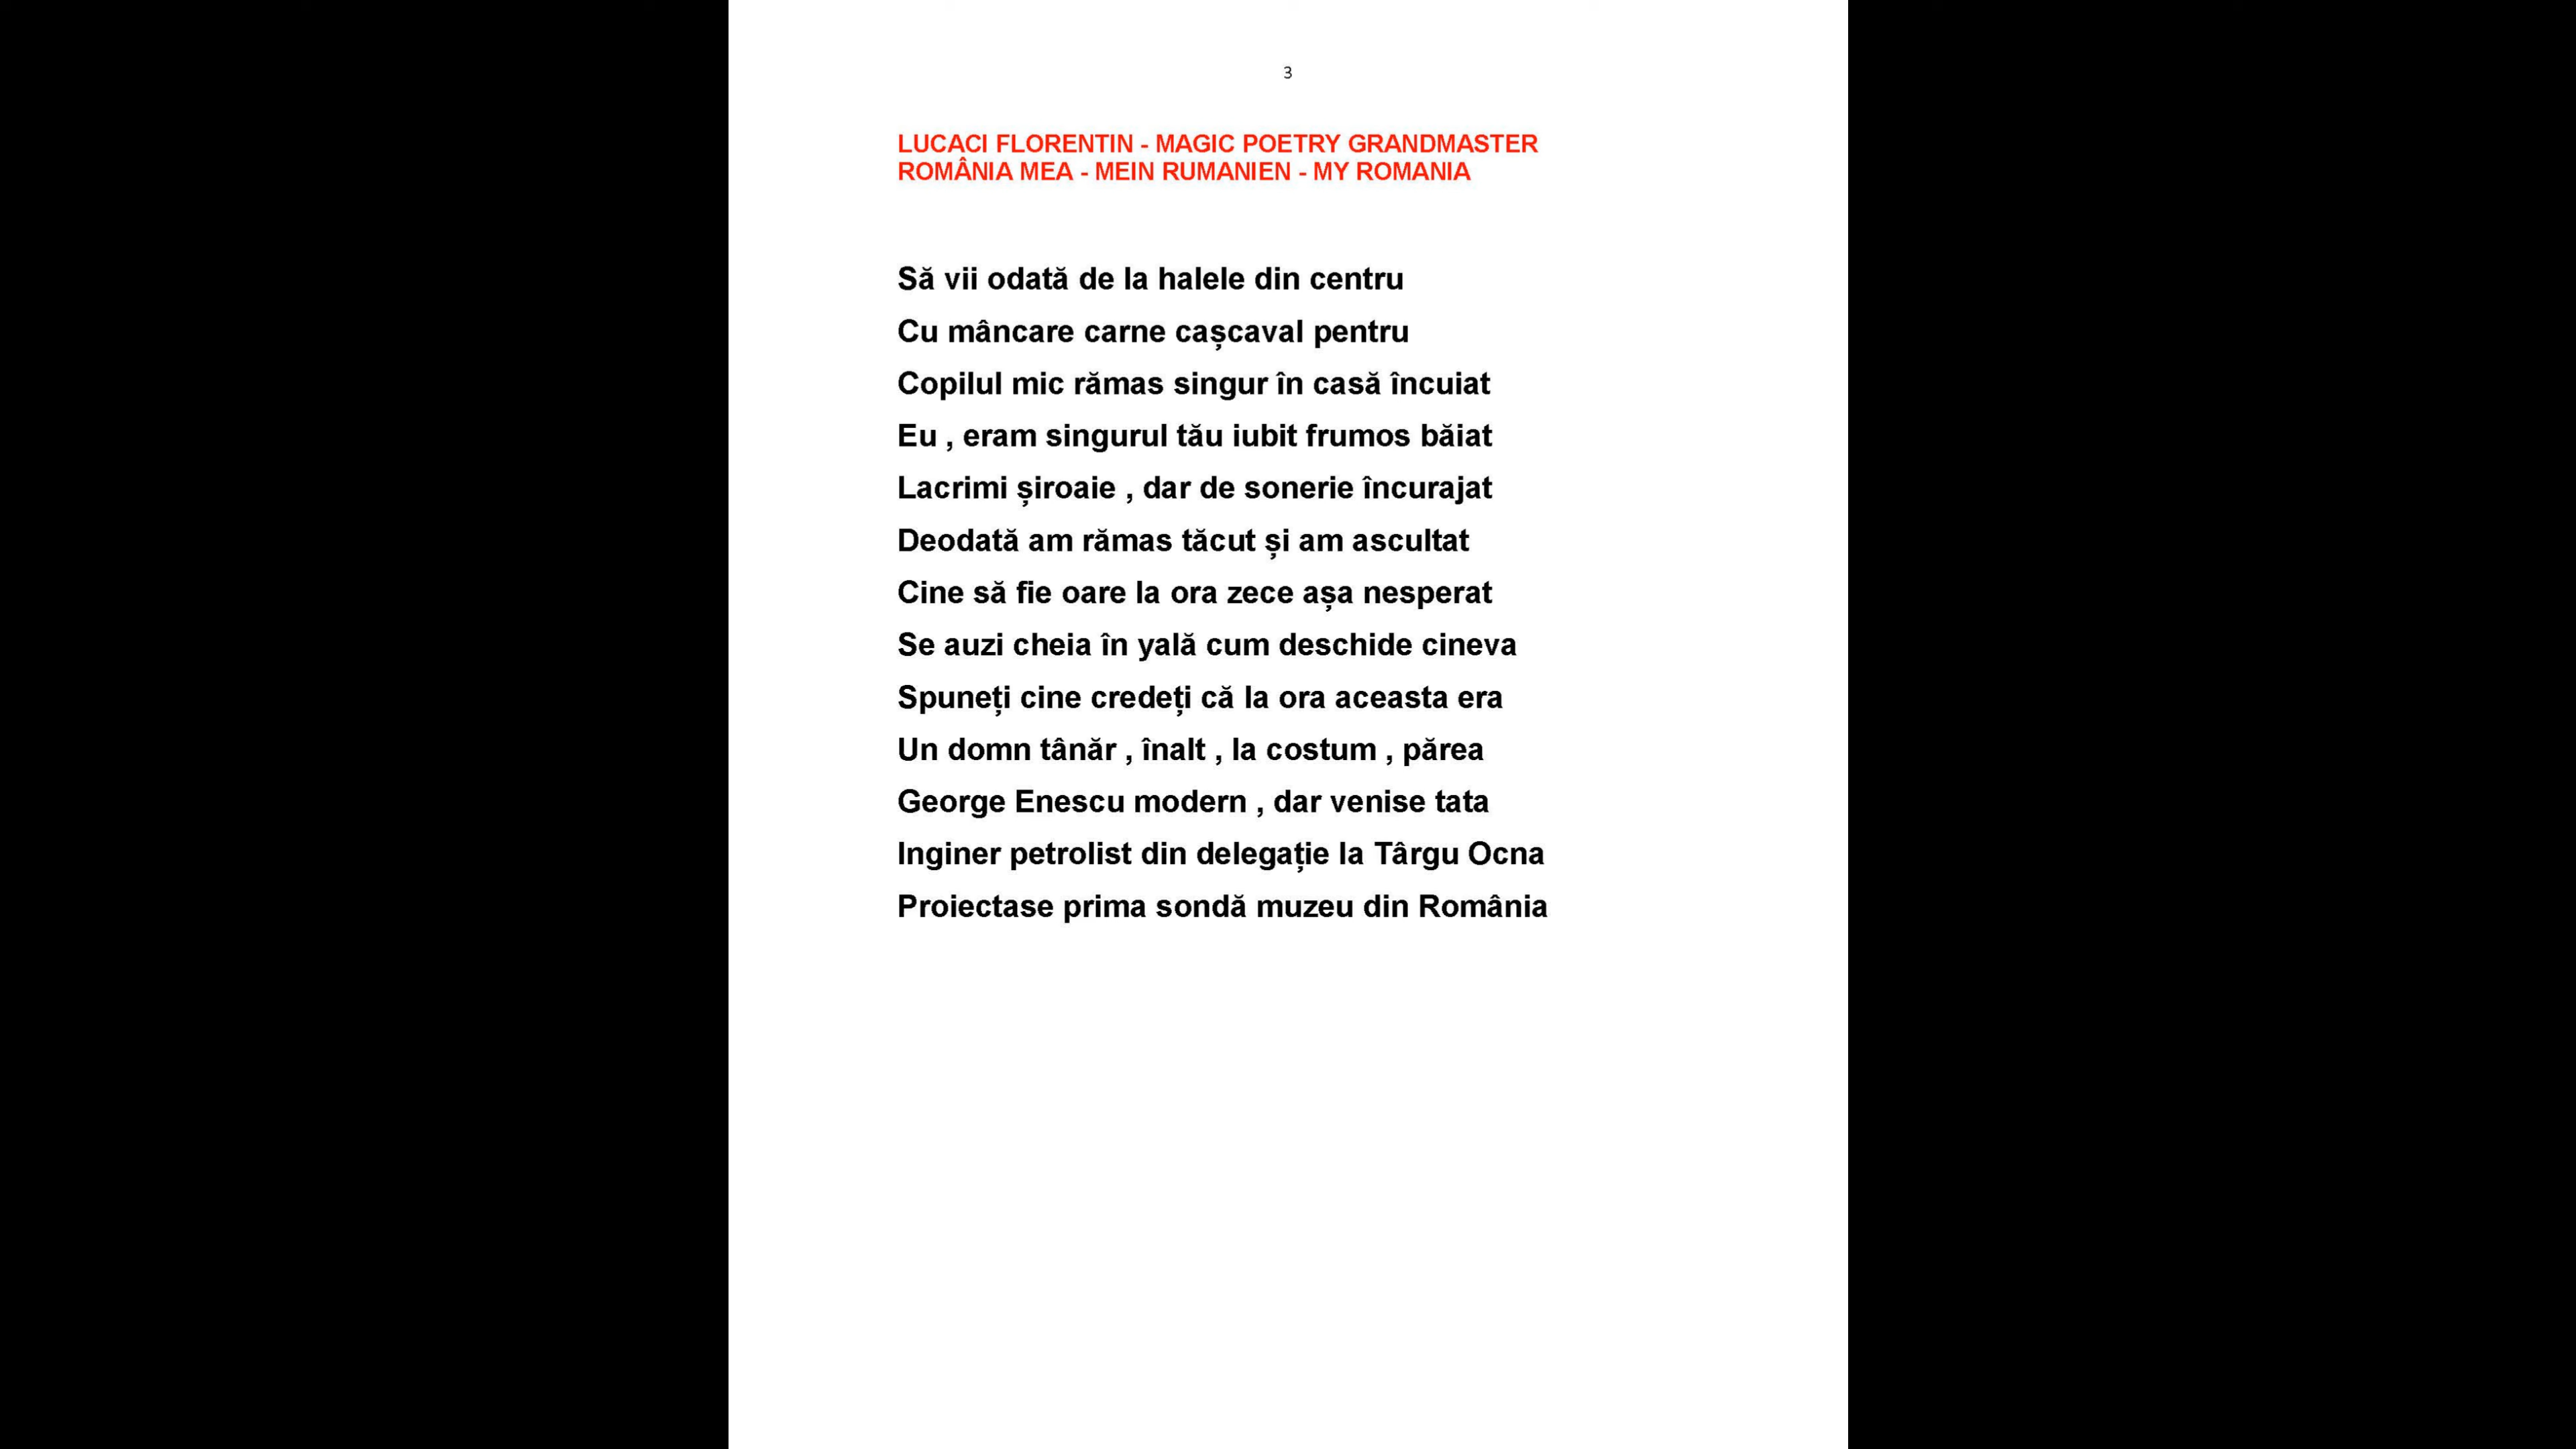 3
LUCACI FLORENTIN - MAGIC POETRY GRANDMASTER
ROMÂNIA MEA - MEIN RUMANIEN - MY ROMANIA
Să vii odată de la halele din centru
Cu mâncare carne cașcaval pentru
Copilul mic rămas singur în casă încuiat
Eu , eram singurul tău iubit frumos băiat
Lacrimi șiroaie , dar de sonerie încurajat
Deodată am rămas tăcut și am ascultat
Cine să fie oare la ora zece așa nesperat
Se auzi cheia în yală cum deschide cineva
Spuneți cine credeți că la ora aceasta era
Un domn tânăr , înalt , la costum , părea
George Enescu modern , dar venise tata
Inginer petrolist din delegație la Târgu Ocna
Proiectase prima sondă muzeu din România